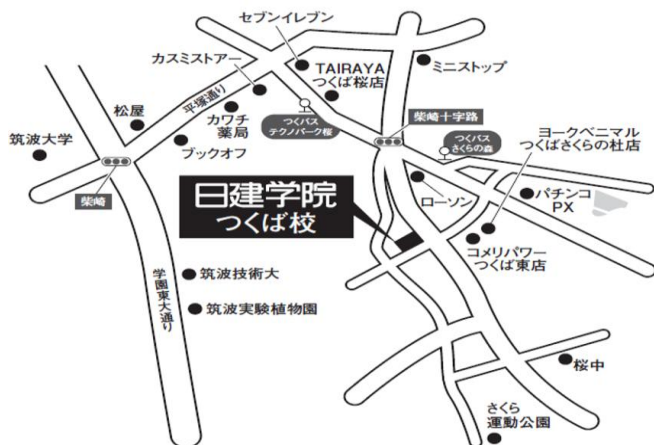 セブンイレブン
カスミストアー
TAIRAYA
つくば桜店
ミニストップ
平塚通り
松屋
カワチ
薬局
つくバス
テクノパーク桜
柴崎十字路
つくバス
さくらの森
ヨークベニマル
つくばさくらの杜店
筑波大学
ブックオフ
柴崎
日建学院
つくば校
ローソン
パチンコ
PX
コメリパワー
つくば東店
学園東大通り
筑波技術大
筑波実験植物園
桜中
さくら
運動公園